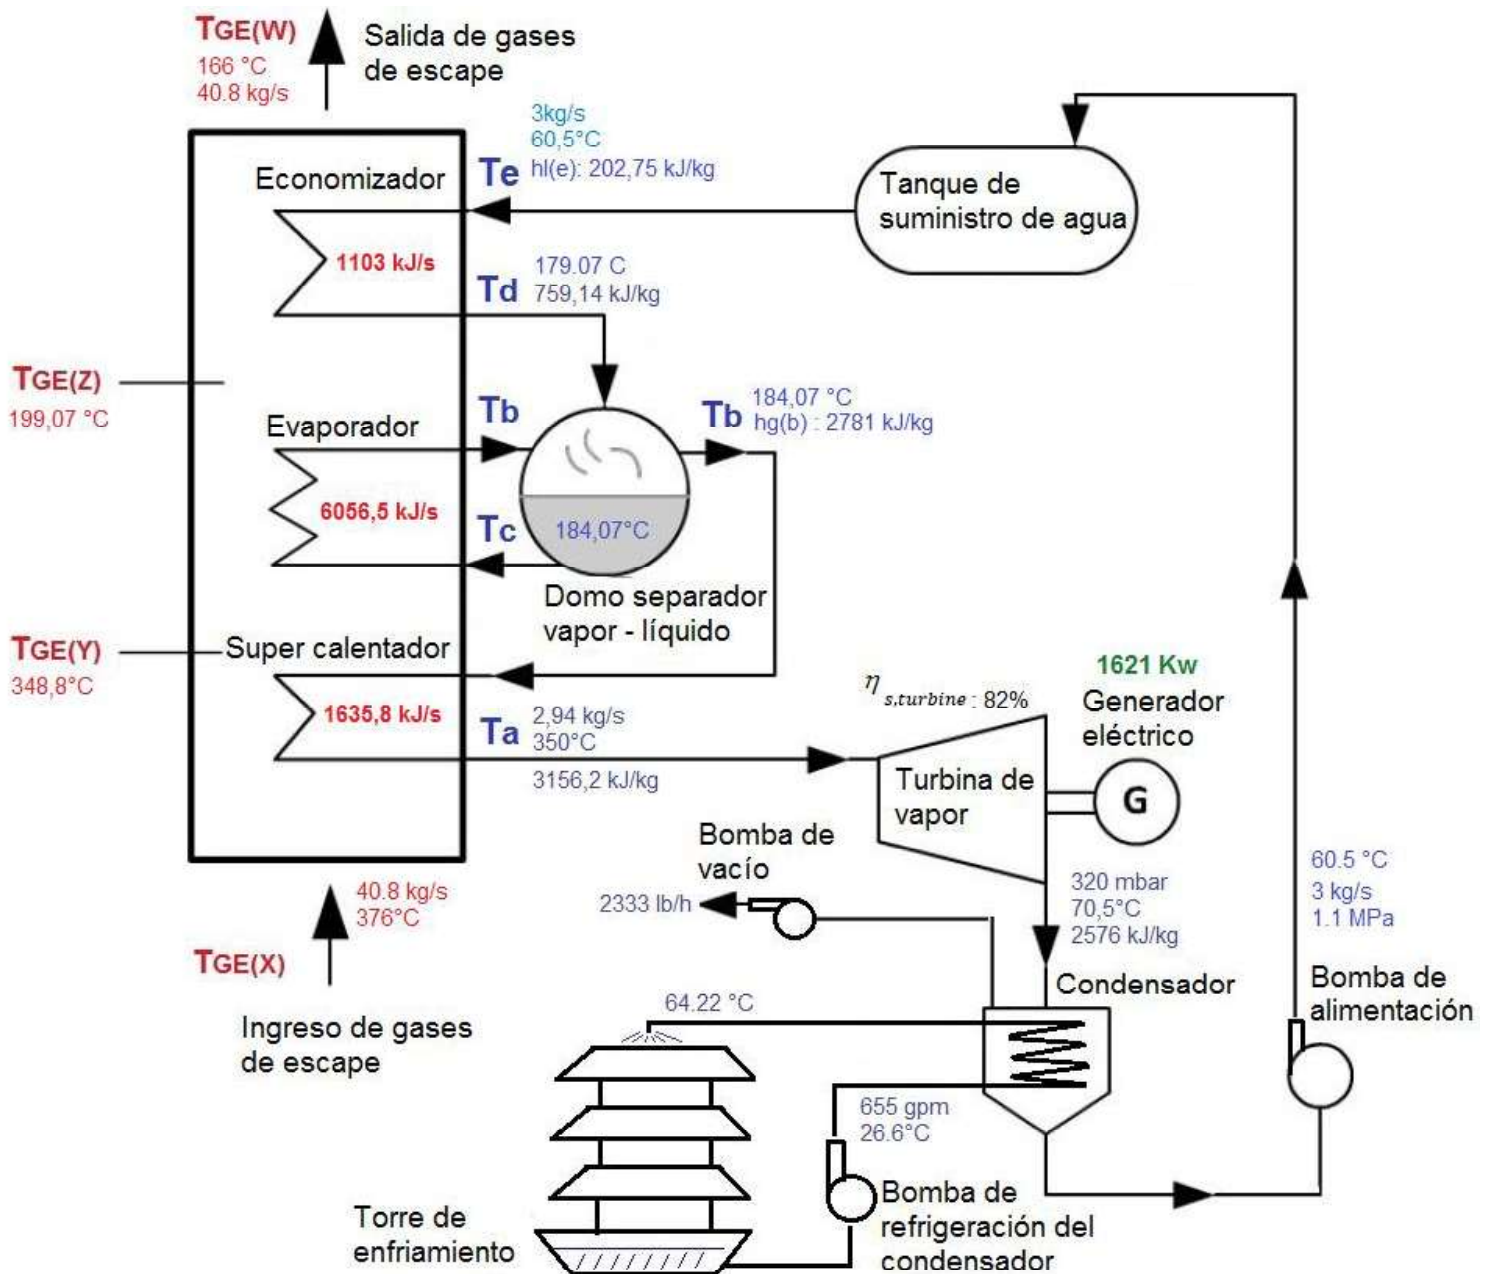 TGE(W)
166 °C
40.8 kg/s
Salida de gases
de escape
3kg/s
60,5°C
Te hl(e): 202,75 kJ/kg
Economizador
1103 kJ/s
Tanque de
suministro de agua
Td
179.07 C
759,14 kJ/kg
TGE(Z)
199,07 °C
Evaporador
6056,5 kJ/s
Tb
Tc
184,07°C
Tb
184,07 °C
hg(b) : 2781 kJ/kg
Domo separador
vapor - líquido
TGE(Y)
348,8°C
Super calentador
1635,8 kJ/s
Ta
2,94 kg/s
350°C
3156,2 kJ/kg
η s,turbine : 82%
Turbina de
vapor
1621 Kw
Generador
eléctrico
G
Bomba de
vacío
2333 lb/h
320 mbar
70,5°C
2576 kJ/kg
60.5 °C
3 kg/s
1.1 MPa
Bomba de
alimentación
40.8 kg/s
376°C
TGE(X)
Ingreso de gases
de escape
64.22 °C
Condensador
655 gpm
26.6°C
Torre de
enfriamiento
Bomba de
refrigeración del
condensador